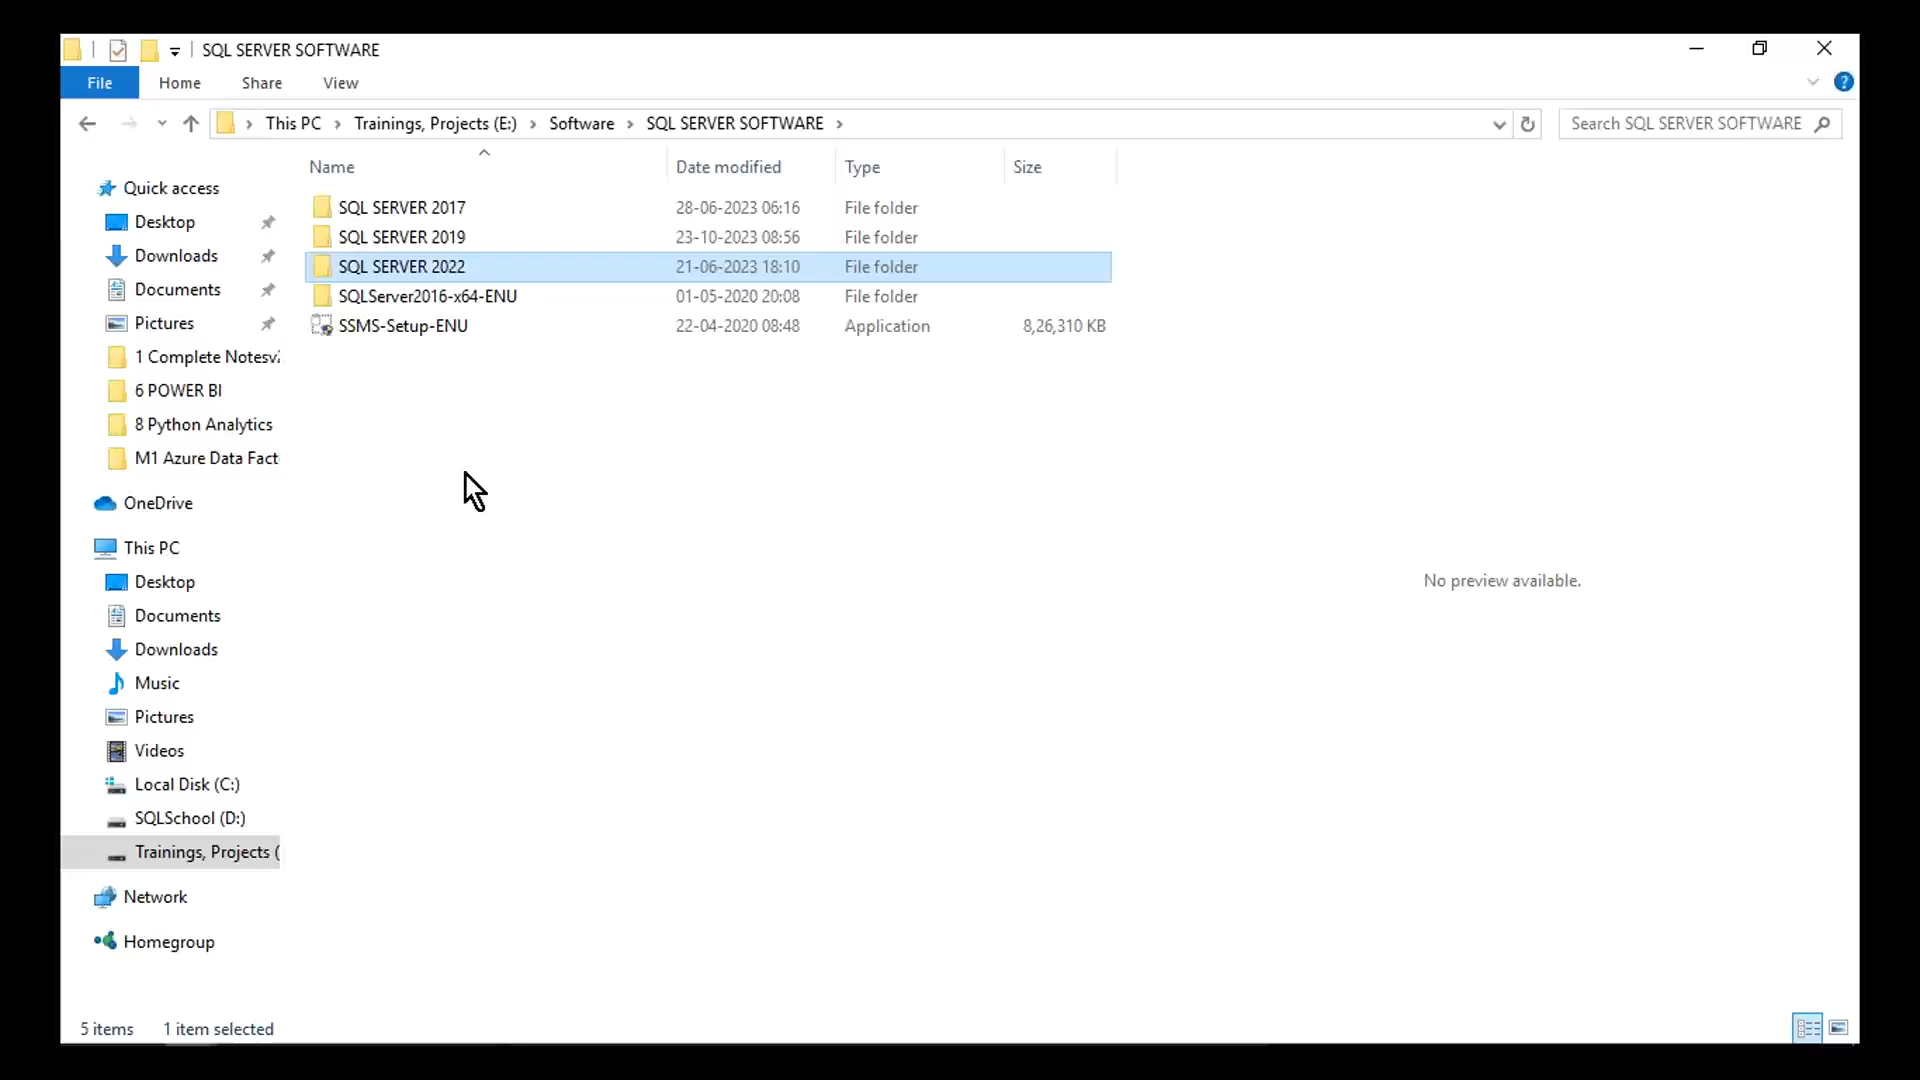 SQL SERVER SOFTWARE
File Home Share View
This PC Trainings, Projects (E:) Software SQL SERVER SOFTWARE
Search SQL SERVER SOFTWARE
Name Date modified Type Size
SQL SERVER 2017 28-06-2023 06:16 File folder
SQL SERVER 2019 23-10-2023 08:56 File folder
SQL SERVER 2022 21-06-2023 18:10 File folder
SQLServer2016-x64-ENU 01-05-2020 20:08 File folder
SSMS-Setup-ENU 22-04-2020 08:48 Application 8,26,310 KB
Quick access
Desktop
Downloads
Documents
Pictures
1 Complete Notesv
6 POWER BI
8 Python Analytics
M1 Azure Data Fact
OneDrive
This PC
Desktop
Documents
Downloads
Music
Pictures
Videos
Local Disk (C:)
SQLSchool (D:)
Trainings, Projects (
Network
Homegroup
No preview available.
5 items 1 item selected